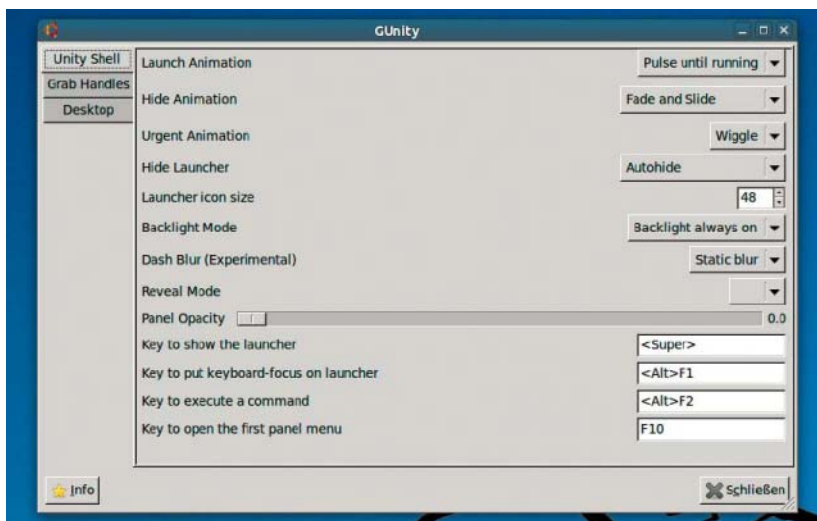 GUnity
Unity Shell
Grab Handles
Desktop
Launch Animation Pulse until running
Hide Animation Fade and Slide
Urgent Animation Wiggle
Hide Launcher Autohide
Launcher icon size 48
Backlight Mode Backlight always on
Dash Blur (Experimental) Static blur
Reveal Mode
Panel Opacity 0.0
Key to show the launcher <Super>
Key to put keyboard-focus on launcher <Alt>F1
Key to execute a command <Alt>F2
Key to open the first panel menu F10
Info Schließen